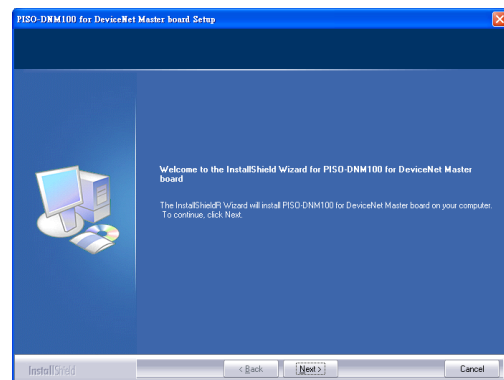 PISO-DNM100 for DeviceNet Master board Setup
Welcome to the InstallShield Wizard for PISO-DNM100 for DeviceNet Master
board
The InstallShieldR Wizard will install PISO-DNM100 for DeviceNet Master board on your computer.
To continue, click Next.
InstallShield
< Back
Next >
Cancel